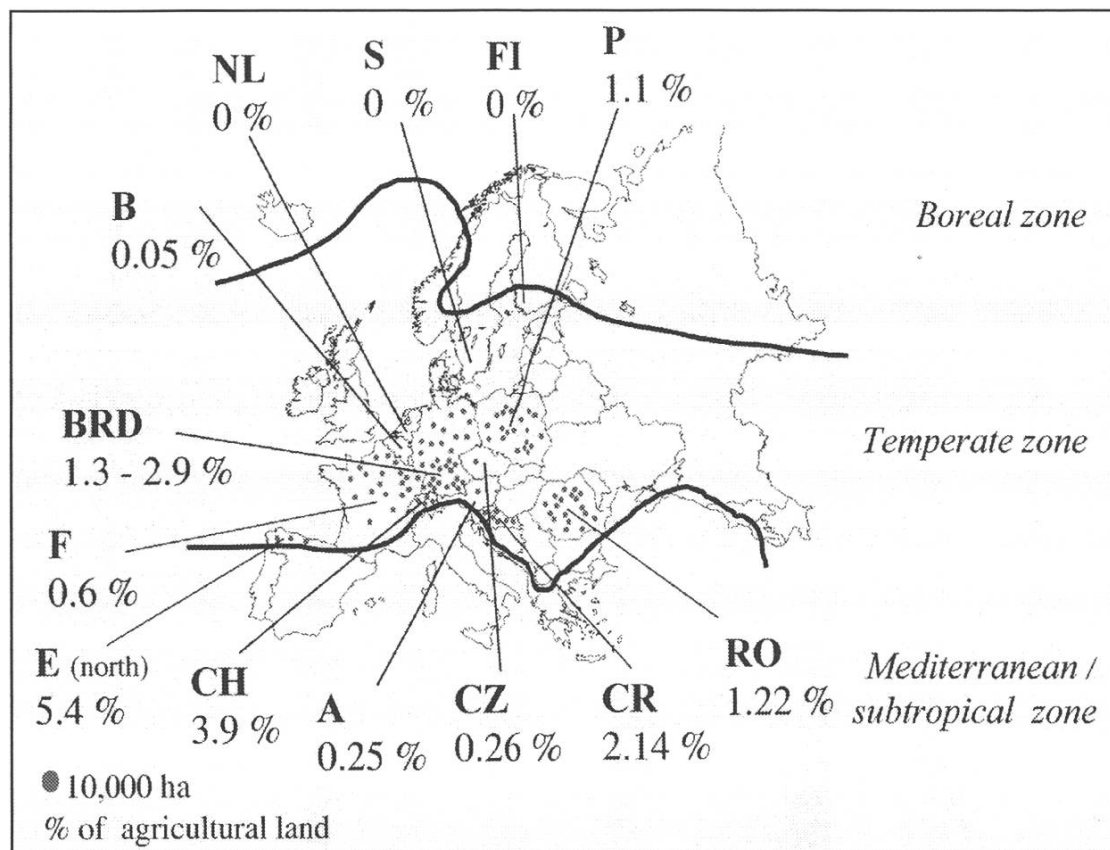 NL
0 %
S
0 %
FI
0 %
P
1.1 %
B
0.05 %
Boreal zone
BRD
1.3 - 2.9 %
Temperate zone
F
0.6 %
E (north)
5.4 %
CH
3.9 %
A
0.25 %
CZ
0.26 %
CR
2.14 %
RO
1.22 %
Mediterranean /
subtropical zone
10,000 ha
% of agricultural land